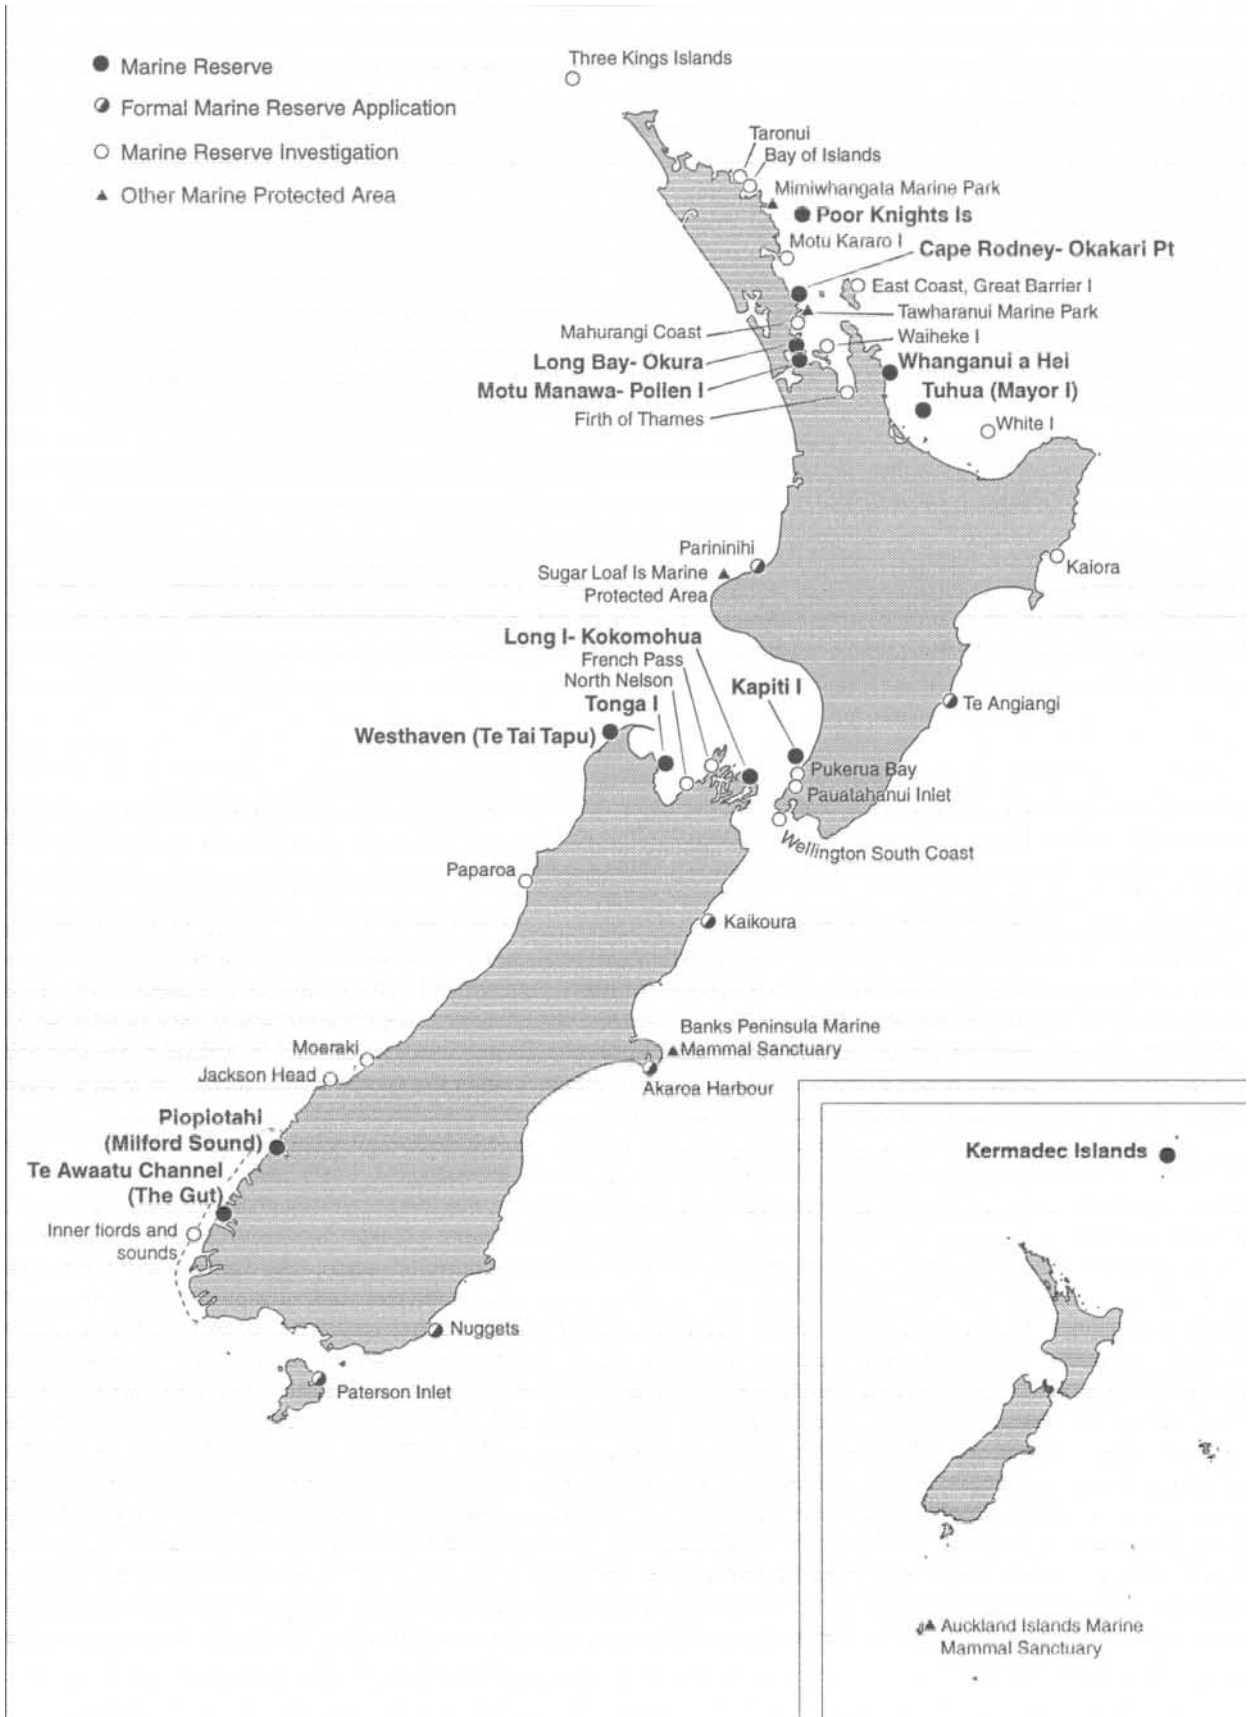 Three Kings Islands
Marine Reserve
Formal Marine Reserve Application
Marine Reserve Investigation
Other Marine Protected Area
Taronui
Bay of Islands
Mimiwhangata Marine Park
Poor Knights Is
Motu Kararo I
Cape Rodney- Okakari Pt
East Coast, Great Barrier I
Tawharanui Marine Park
Mahurangi Coast
Waiheke I
Long Bay- Okura
Whanganui a Hei
Motu Manawa- Pollen I
Tuhua (Mayor I)
Firth of Thames
White I
Parininihi
Sugar Loaf Is Marine
Protected Area
Kaiora
Long I- Kokomohua
French Pass
North Nelson
Tonga I
Kapiti I
Te Angiangi
Westhaven (Te Tai Tapu)
Pukerua Bay
Pauatahanui Inlet
Wellington South Coast
Paparoa
Kaikoura
Banks Peninsula Marine
Mammal Sanctuary
Akaroa Harbour
Moeraki
Jackson Head
Piopiotahi
(Milford Sound)
Te Awaatu Channel
(The Gut)
Inner fiords and
sounds
Nuggets
Paterson Inlet
Kermadec Islands
Auckland Islands Marine
Mammal Sanctuary